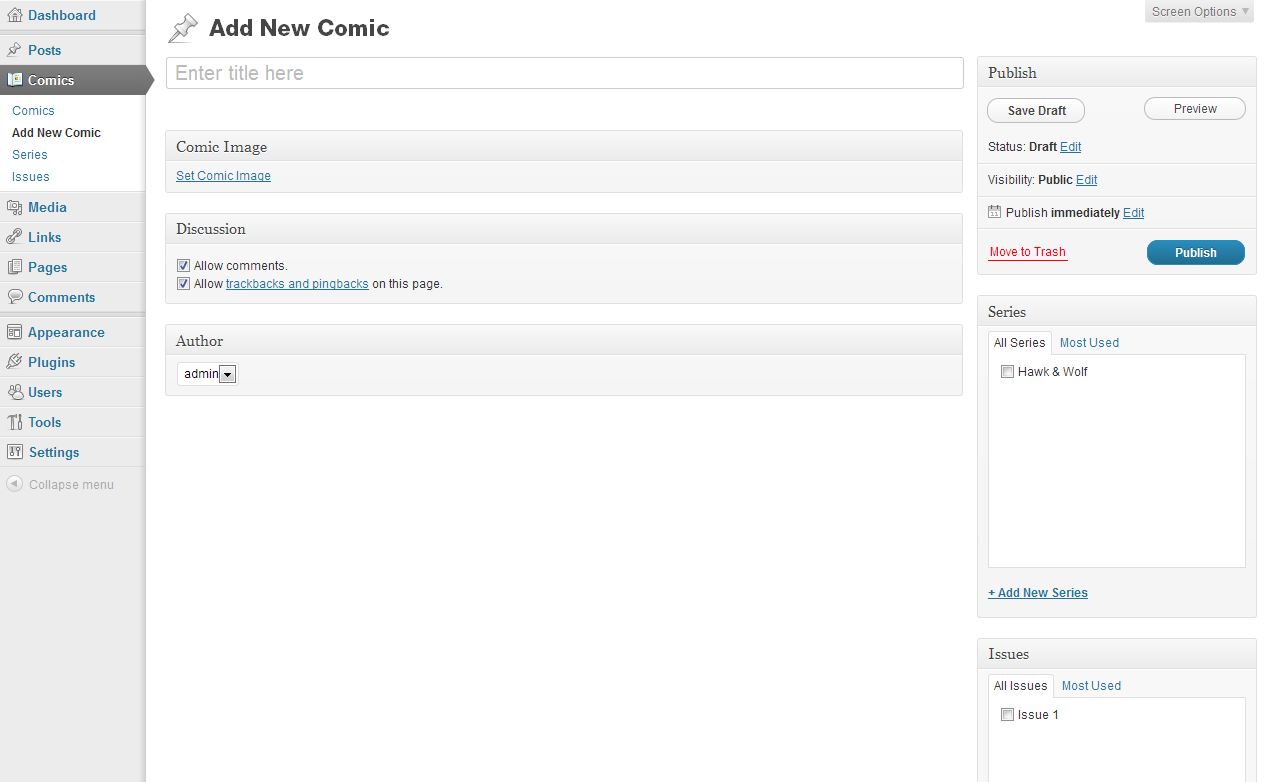 Dashboard
Posts
Comics
Comics
Add New Comic
Series
Issues
Media
Links
Pages
Comments
Appearance
Plugins
Users
Tools
Settings
Collapse menu
Screen Options
Add New Comic
Enter title here
Comic Image
Set Comic Image
Discussion
Allow comments.
Allow trackbacks and pingbacks on this page.
Author
admin
Publish
Save Draft Preview
Status: Draft Edit
Visibility: Public Edit
Publish immediately Edit
Move to Trash Publish
Series
All Series Most Used
Hawk & Wolf
+ Add New Series
Issues
All Issues Most Used
Issue 1